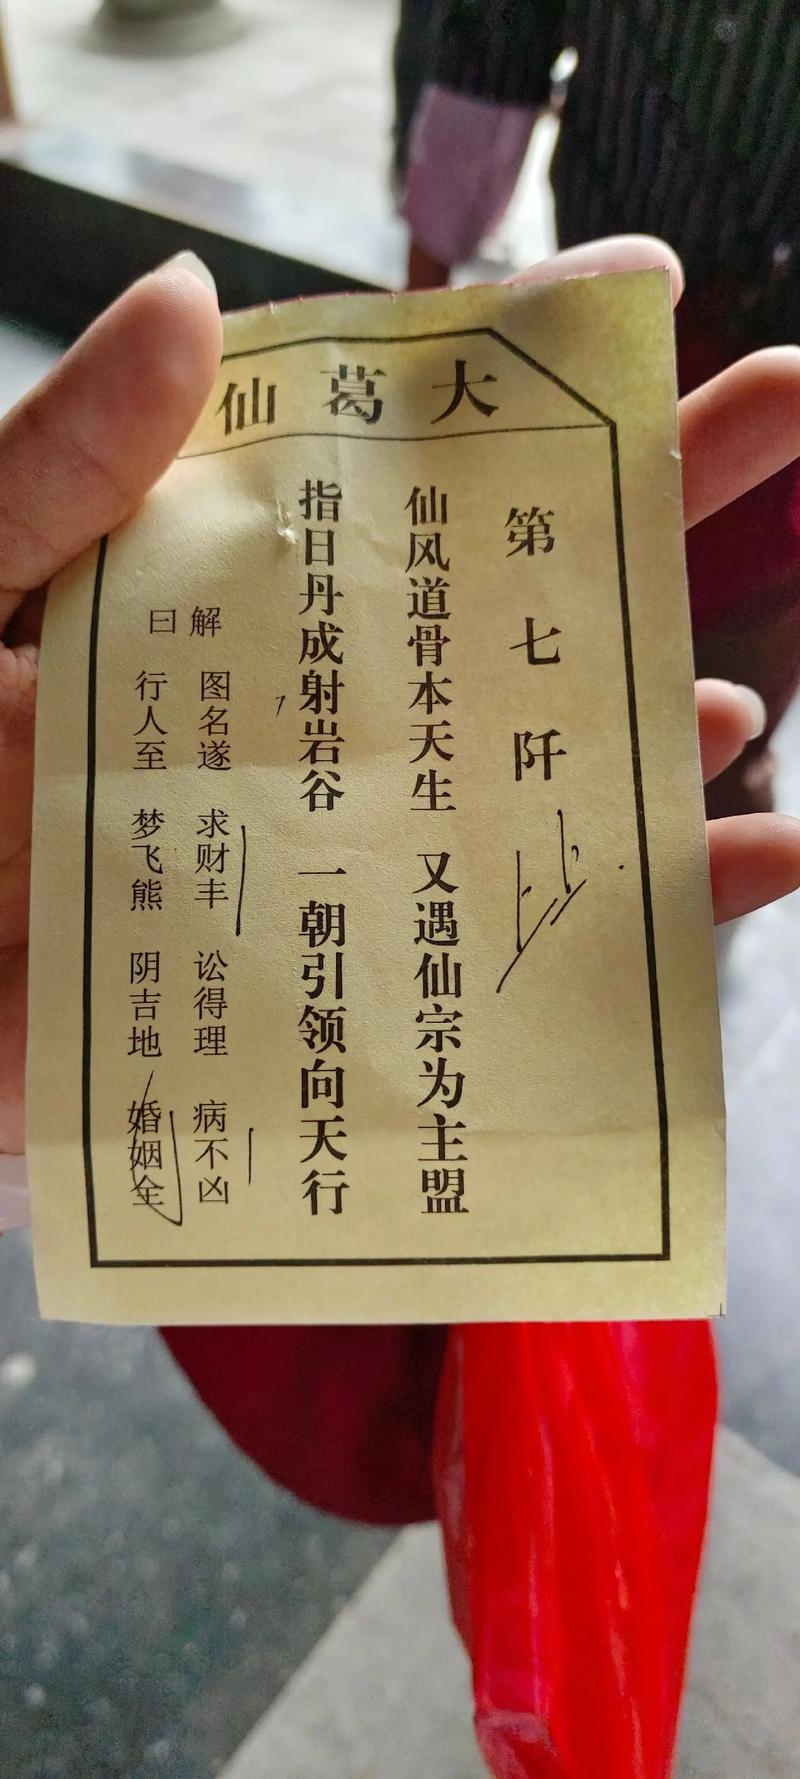 大葛仙
第七阡
上上
仙风道骨本天生 又遇仙宗为主盟
指日丹成射岩谷 一朝引领向天行
解曰
图名遂 求财丰 讼得理 病不凶
行人至 梦飞熊 阴吉地 婚姻全